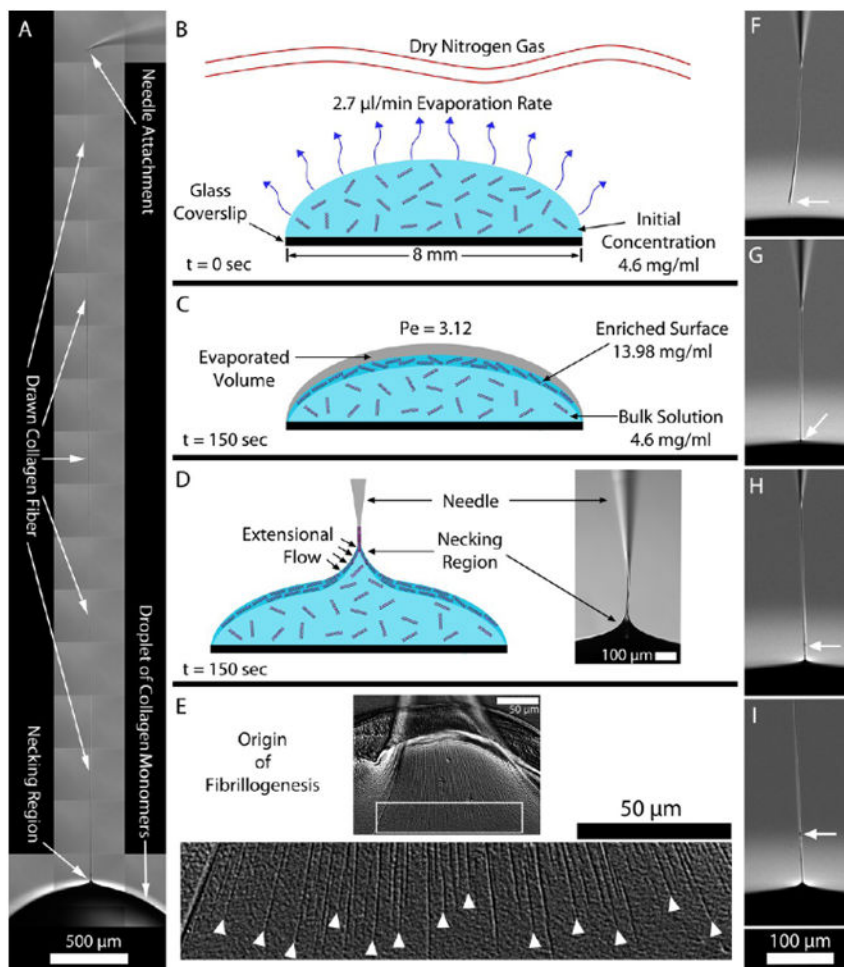 A
Needle Attachment
Drawn Collagen Fiber
Droplet of Collagen Monomers
Necking Region
500 µm
B
Dry Nitrogen Gas
2.7 µl/min Evaporation Rate
Glass
Coverslip
Initial
Concentration
4.6 mg/ml
8 mm
t = 0 sec
C
Pe = 3.12
Evaporated
Volume
Enriched Surface
13.98 mg/ml
Bulk Solution
4.6 mg/ml
t = 150 sec
D
Needle
Extensional
Flow
Necking
Region
100 µm
t = 150 sec
E
Origin
of
Fibrillogenesis
50 µm
50 µm
F
G
H
I
100 µm